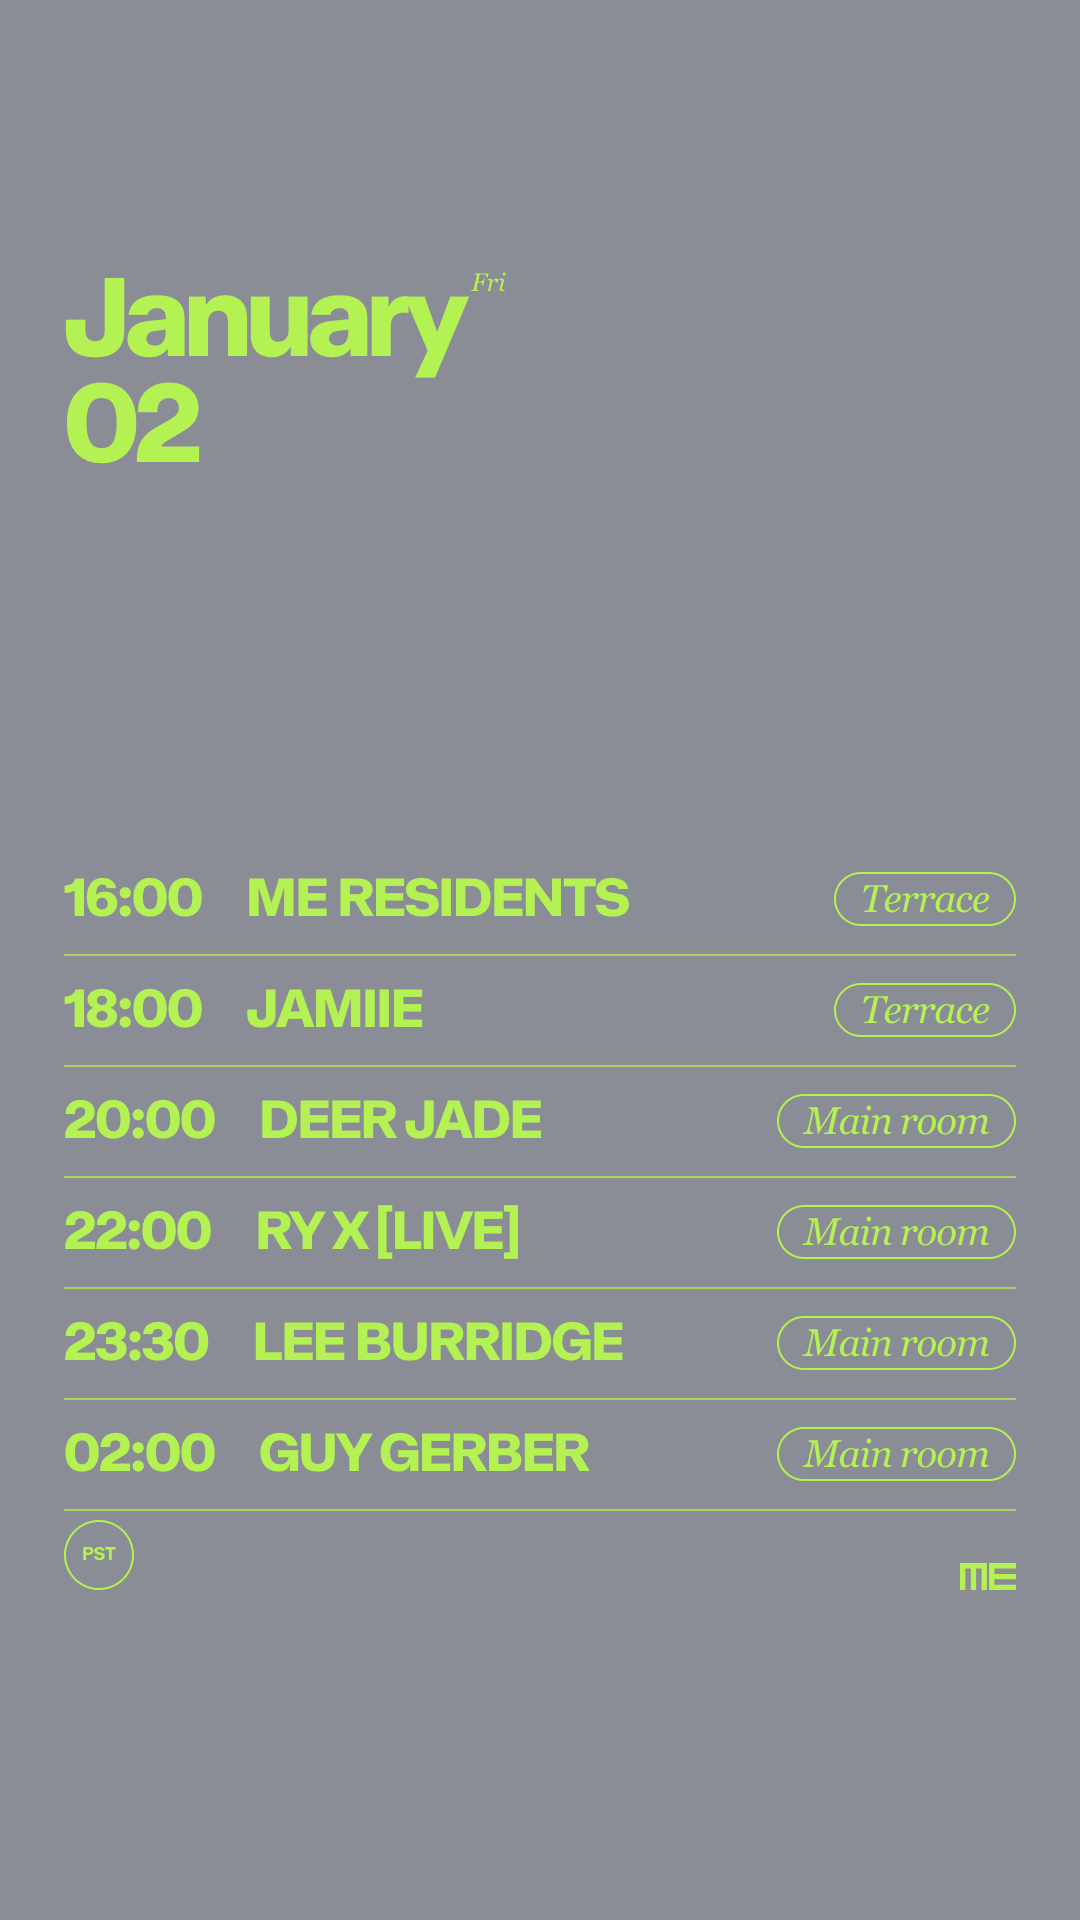 January Fri
02
16:00 ME RESIDENTS Terrace
18:00 JAMIIE Terrace
20:00 DEER JADE Main room
22:00 RY X [LIVE] Main room
23:30 LEE BURRIDGE Main room
02:00 GUY GERBER Main room
PST
ME